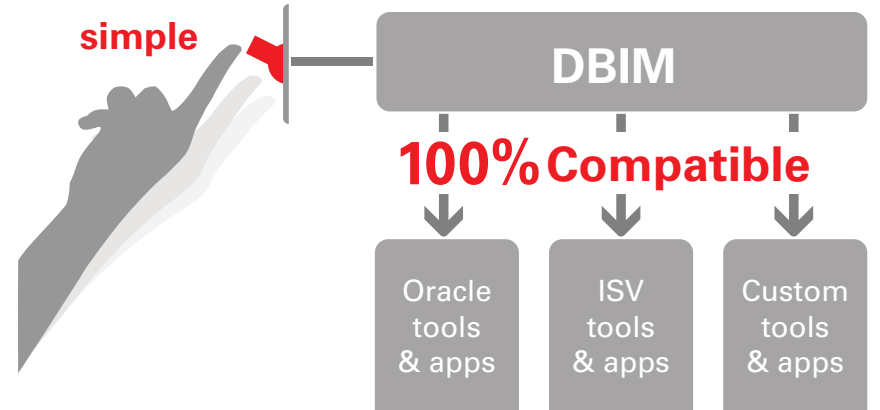 simple
DBIM
100% Compatible
Oracle
tools
& apps
ISV
tools
& apps
Custom
tools
& apps